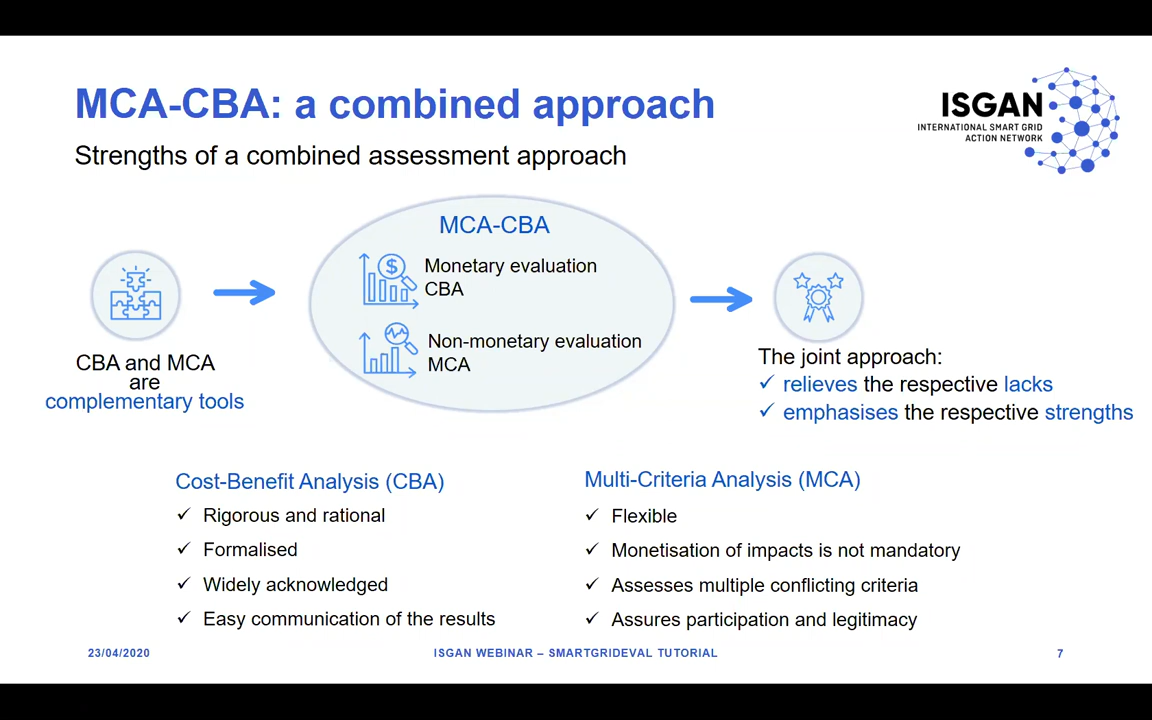 MCA-CBA: a combined approach
ISGAN
INTERNATIONAL SMART GRID
ACTION NETWORK
Strengths of a combined assessment approach
MCA-CBA
$
Monetary evaluation
CBA
Non-monetary evaluation
MCA
CBA and MCA
are
complementary tools
The joint approach:
✓ relieves the respective lacks
✓ emphasises the respective strengths
Cost-Benefit Analysis (CBA)
✓ Rigorous and rational
✓ Formalised
✓ Widely acknowledged
✓ Easy communication of the results
Multi-Criteria Analysis (MCA)
✓ Flexible
✓ Monetisation of impacts is not mandatory
✓ Assesses multiple conflicting criteria
✓ Assures participation and legitimacy
23/04/2020
ISGAN WEBINAR – SMARTGRIDEVAL TUTORIAL
7